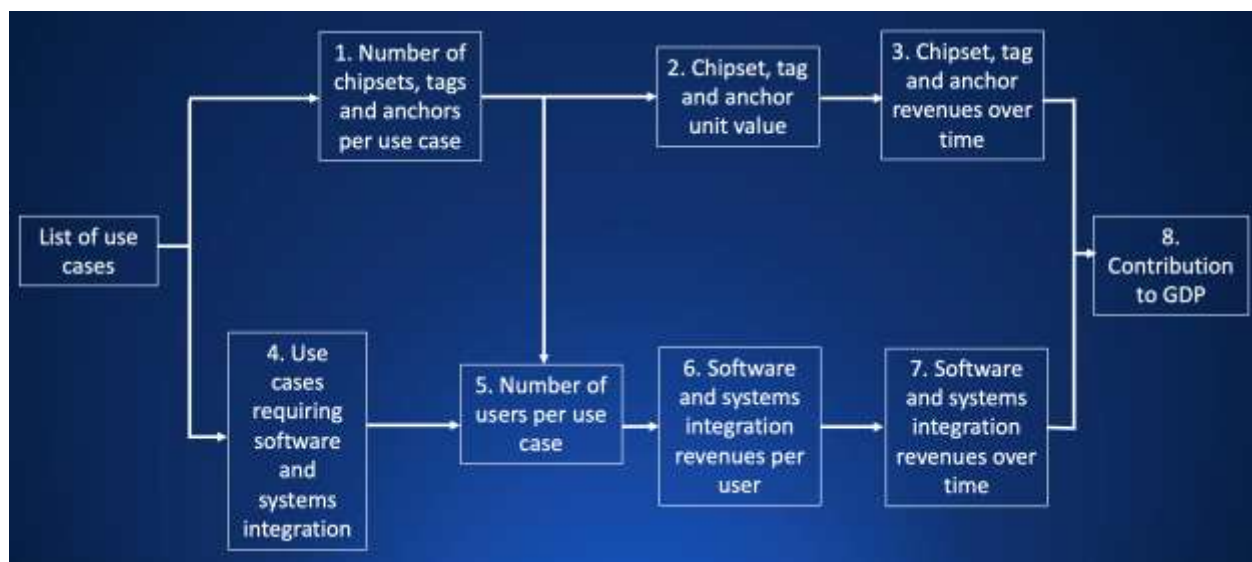 1. Number of
chipsets, tags
and anchors
per use case
2. Chipset, tag
and anchor
unit value
3. Chipset, tag
and anchor
revenues over
time
List of use
cases
4. Use
cases
requiring
software
and
systems
integration
5. Number of
users per use
case
6. Software
and systems
integration
revenues per
user
7. Software
and systems
integration
revenues over
time
8.
Contribution
to GDP